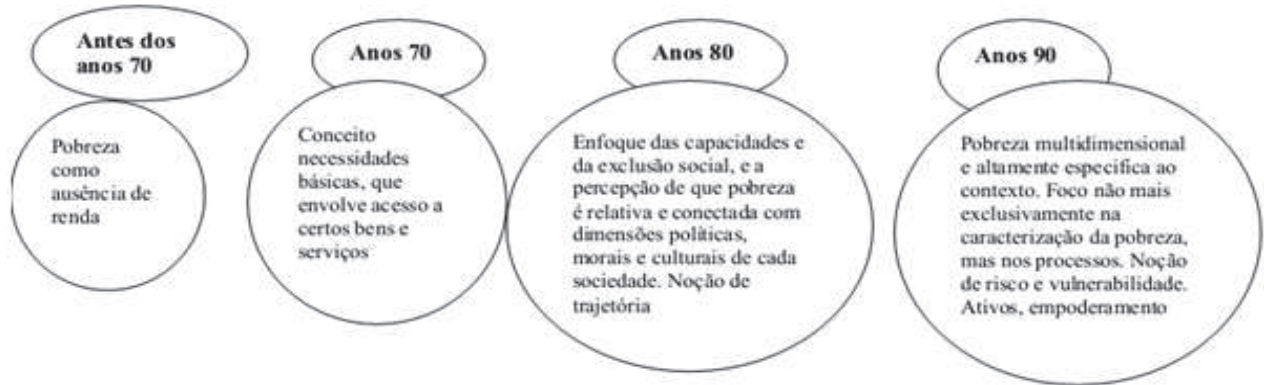 Antes dos
anos 70
Pobreza
como
ausência de
renda
Anos 70
Conceito
necessidades
básicas, que
envolve acesso a
certos bens e
serviços
Anos 80
Enfoque das capacidades e
da exclusão social, e a
percepção de que pobreza
é relativa e conectada com
dimensões políticas,
morais e culturais de cada
sociedade. Noção de
trajetória
Anos 90
Pobreza multidimensional
e altamente especifica ao
contexto. Foco não mais
exclusivamente na
caracterização da pobreza,
mas nos processos. Noção
de risco e vulnerabilidade.
Ativos, empoderamento